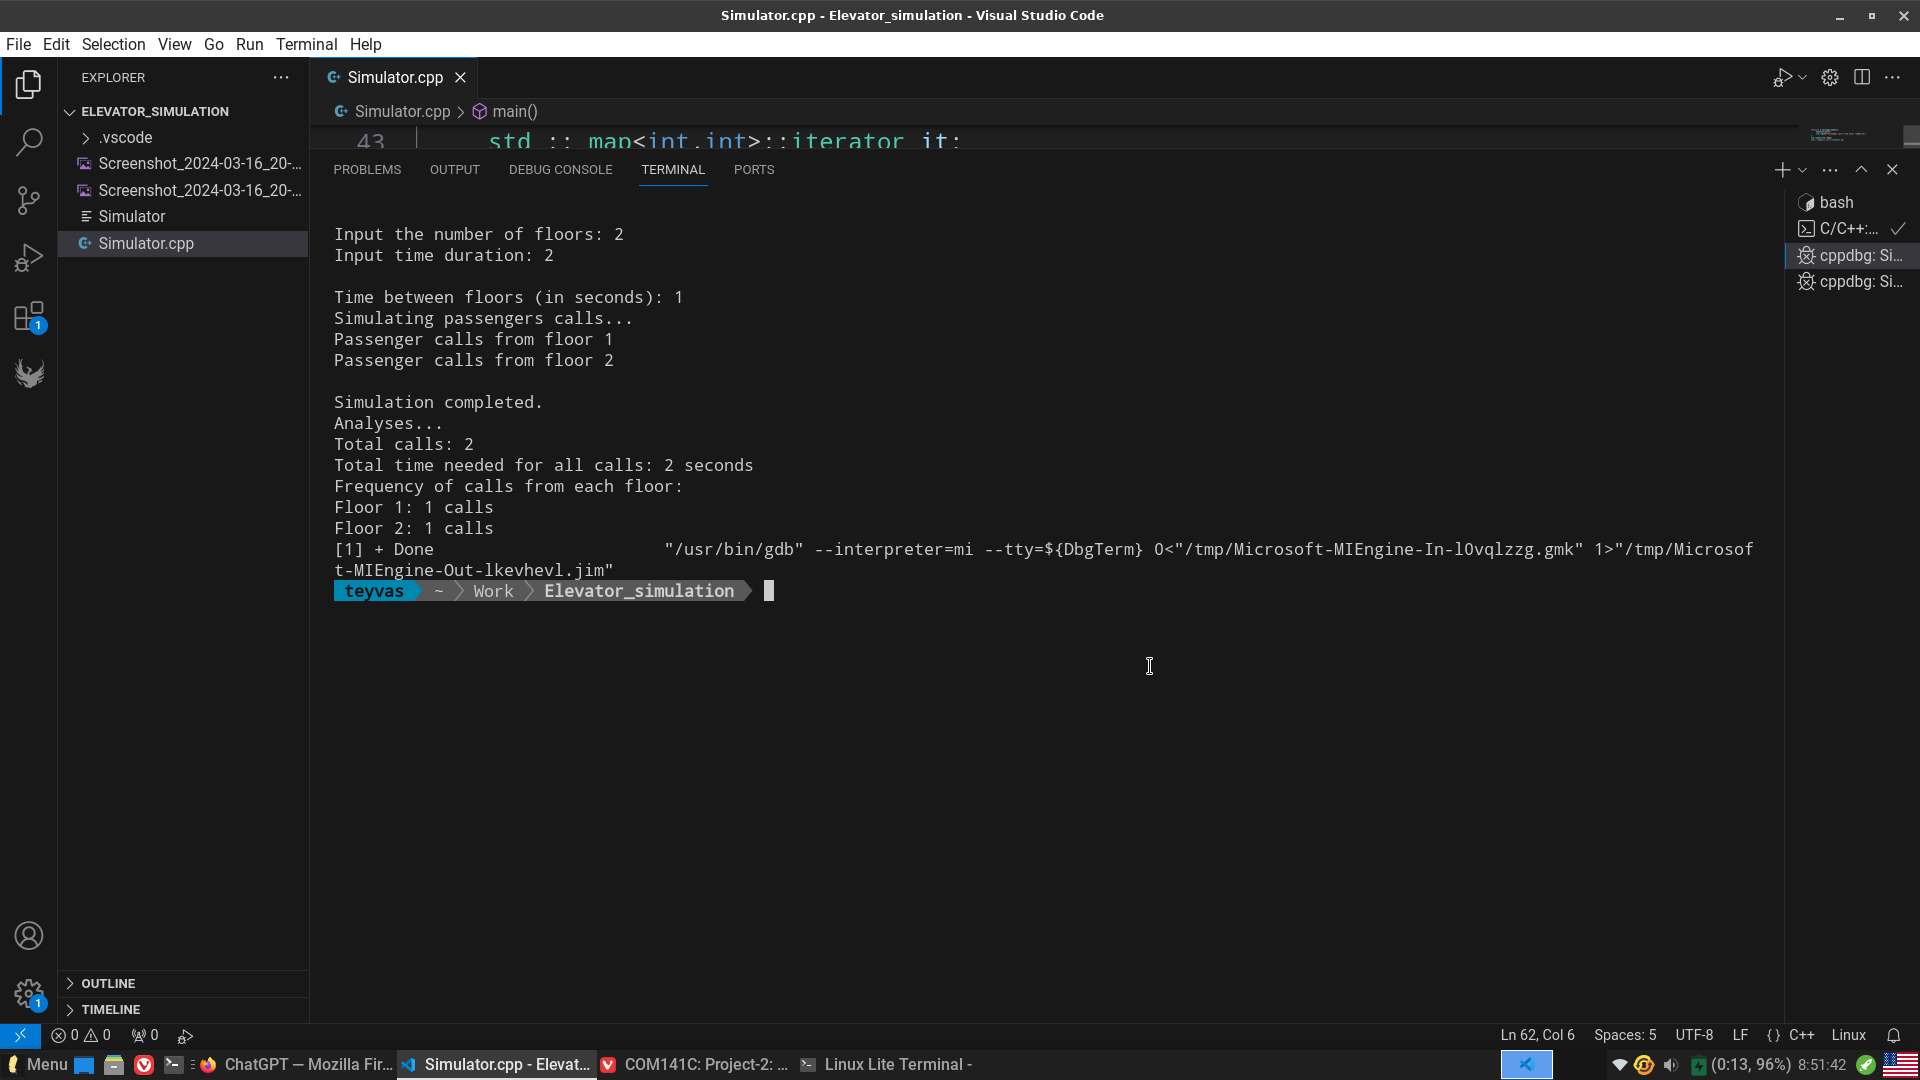 Simulator.cpp - Elevator_simulation - Visual Studio Code
File Edit Selection View Go Run Terminal Help
EXPLORER
ELEVATOR_SIMULATION
.vscode
Screenshot_2024-03-16_20-...
Screenshot_2024-03-16_20-...
Simulator
Simulator.cpp
OUTLINE
TIMELINE
1
1
Simulator.cpp
Simulator.cpp > main()
43 std :: map<int,int>::iterator it;
PROBLEMS OUTPUT DEBUG CONSOLE TERMINAL PORTS
Input the number of floors: 2
Input time duration: 2
Time between floors (in seconds): 1
Simulating passengers calls...
Passenger calls from floor 1
Passenger calls from floor 2
Simulation completed.
Analyses...
Total calls: 2
Total time needed for all calls: 2 seconds
Frequency of calls from each floor:
Floor 1: 1 calls
Floor 2: 1 calls
[1] + Done "/usr/bin/gdb" --interpreter=mi --tty=${DbgTerm} 0<"/tmp/Microsoft-MIEngine-In-l0vqlzzg.gmk" 1>"/tmp/Microsof
t-MIEngine-Out-lkevhevl.jim"
teyvas ~ Work Elevator_simulation
bash
C/C++:...
cppdbg: Si...
cppdbg: Si...
0 0 0
Ln 62, Col 6 Spaces: 5 UTF-8 LF {} C++ Linux
Menu ChatGPT — Mozilla Fir... Simulator.cpp - Elevat... COM141C: Project-2: ... Linux Lite Terminal - (0:13, 96%) 8:51:42